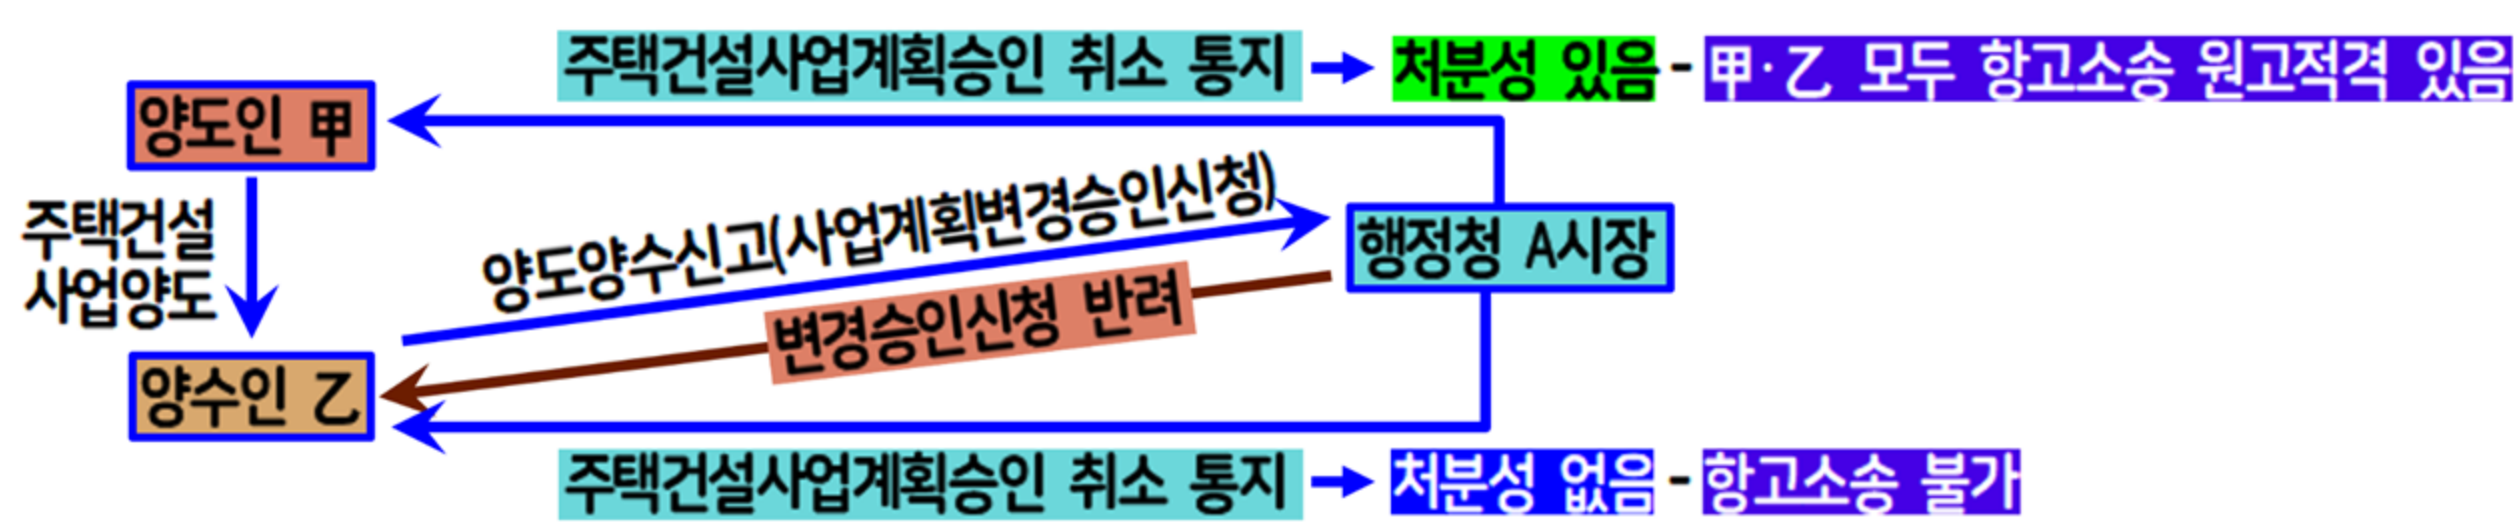 주택건설사업계획승인 취소 통지
처분성 있음 - 甲·乙 모두 항고소송 원고적격 있음
양도인 甲
주택건설
사업양도
양도양수신고(사업계획변경승인신청)
행정청 A시장
변경승인신청 반려
양수인 乙
주택건설사업계획승인 취소 통지
처분성 없음 - 항고소송 불가